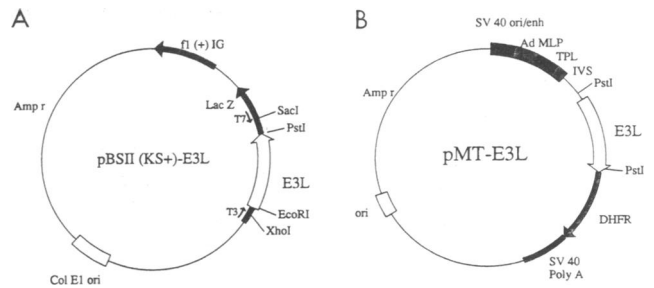 A
f1 (+) IG
Amp r
Lac Z
T7
SacI
PstI
pBSII (KS+)-E3L
E3L
T3
EcoRI
XhoI
Col E1 ori
B
SV 40 ori/enh
Ad MLP
TPL
IVS
PstI
Amp r
E3L
pMT-E3L
PstI
ori
DHFR
SV 40
Poly A